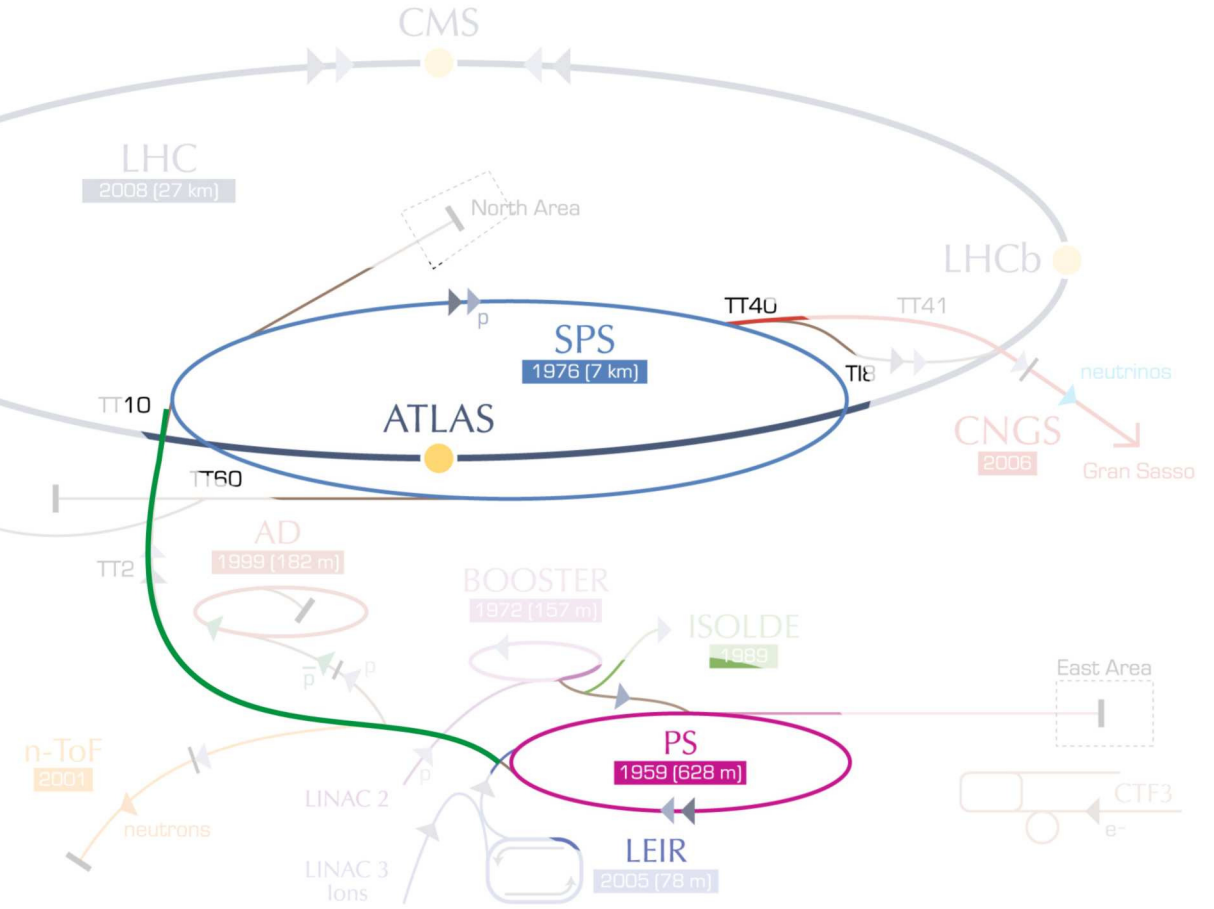 CMS
LHC
2008 (27 km)
North Area
LHCb
TT40
TT41
p
SPS
1976 (7 km)
TI8
neutrinos
TT10
ATLAS
CNGS
2006
Gran Sasso
TT60
AD
1999 (182 m)
TT2
BOOSTER
1972 (157 m)
ISOLDE
1989
East Area
p
p̅
PS
1959 (628 m)
n-ToF
2001
p
LINAC 2
CTF3
neutrons
e-
LEIR
2005 (78 m)
LINAC 3
Ions